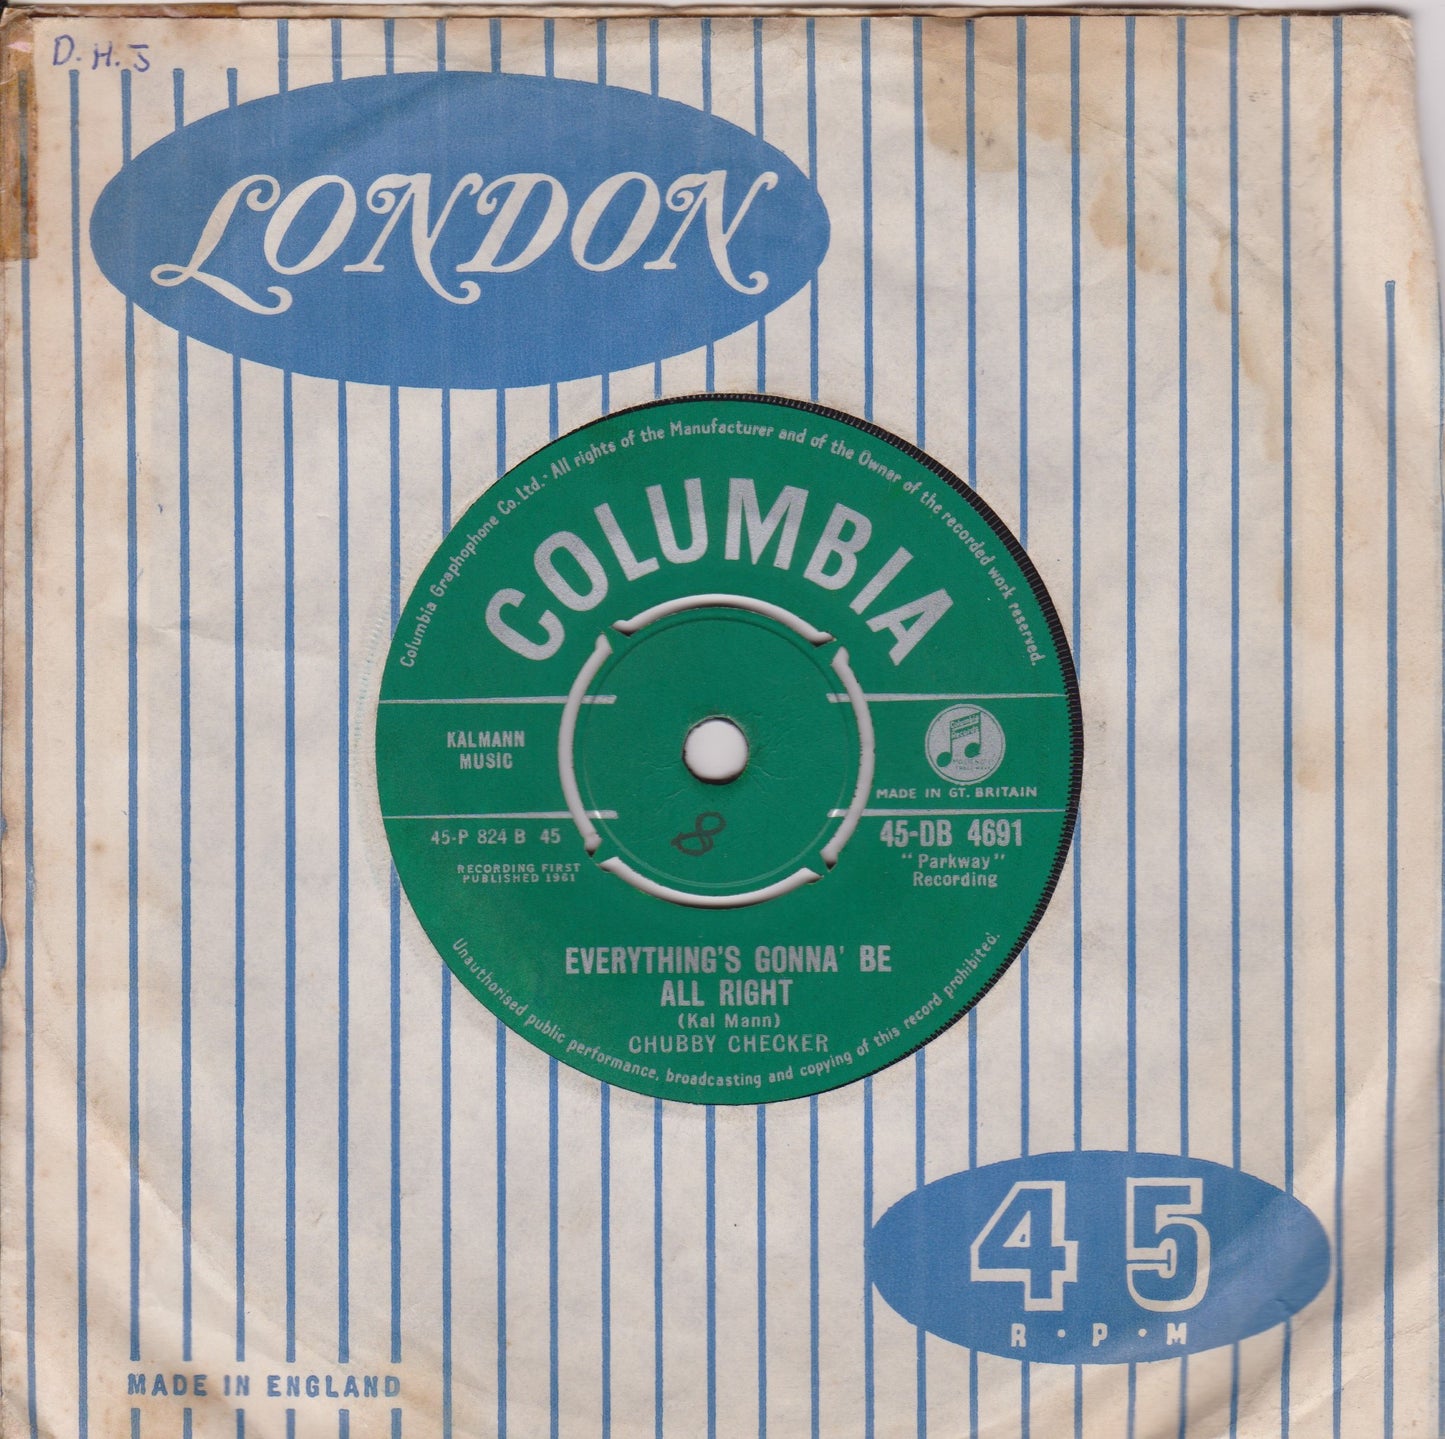 D.H.J
LONDON
Columbia Graphophone Co. Ltd. · All rights of the Manufacturer and of the Owner of the recorded work reserved.
COLUMBIA
KALMANN
MUSIC
Columbia
Records
MADE IN GT. BRITAIN
45-P 824 B 45
RECORDING FIRST
PUBLISHED 1961
8
45-DB 4691
"Parkway"
Recording
EVERYTHING'S GONNA' BE
ALL RIGHT
(Kal Mann)
CHUBBY CHECKER
Unauthorised public performance, broadcasting and copying of this record prohibited.
45
R·P·M
MADE IN ENGLAND